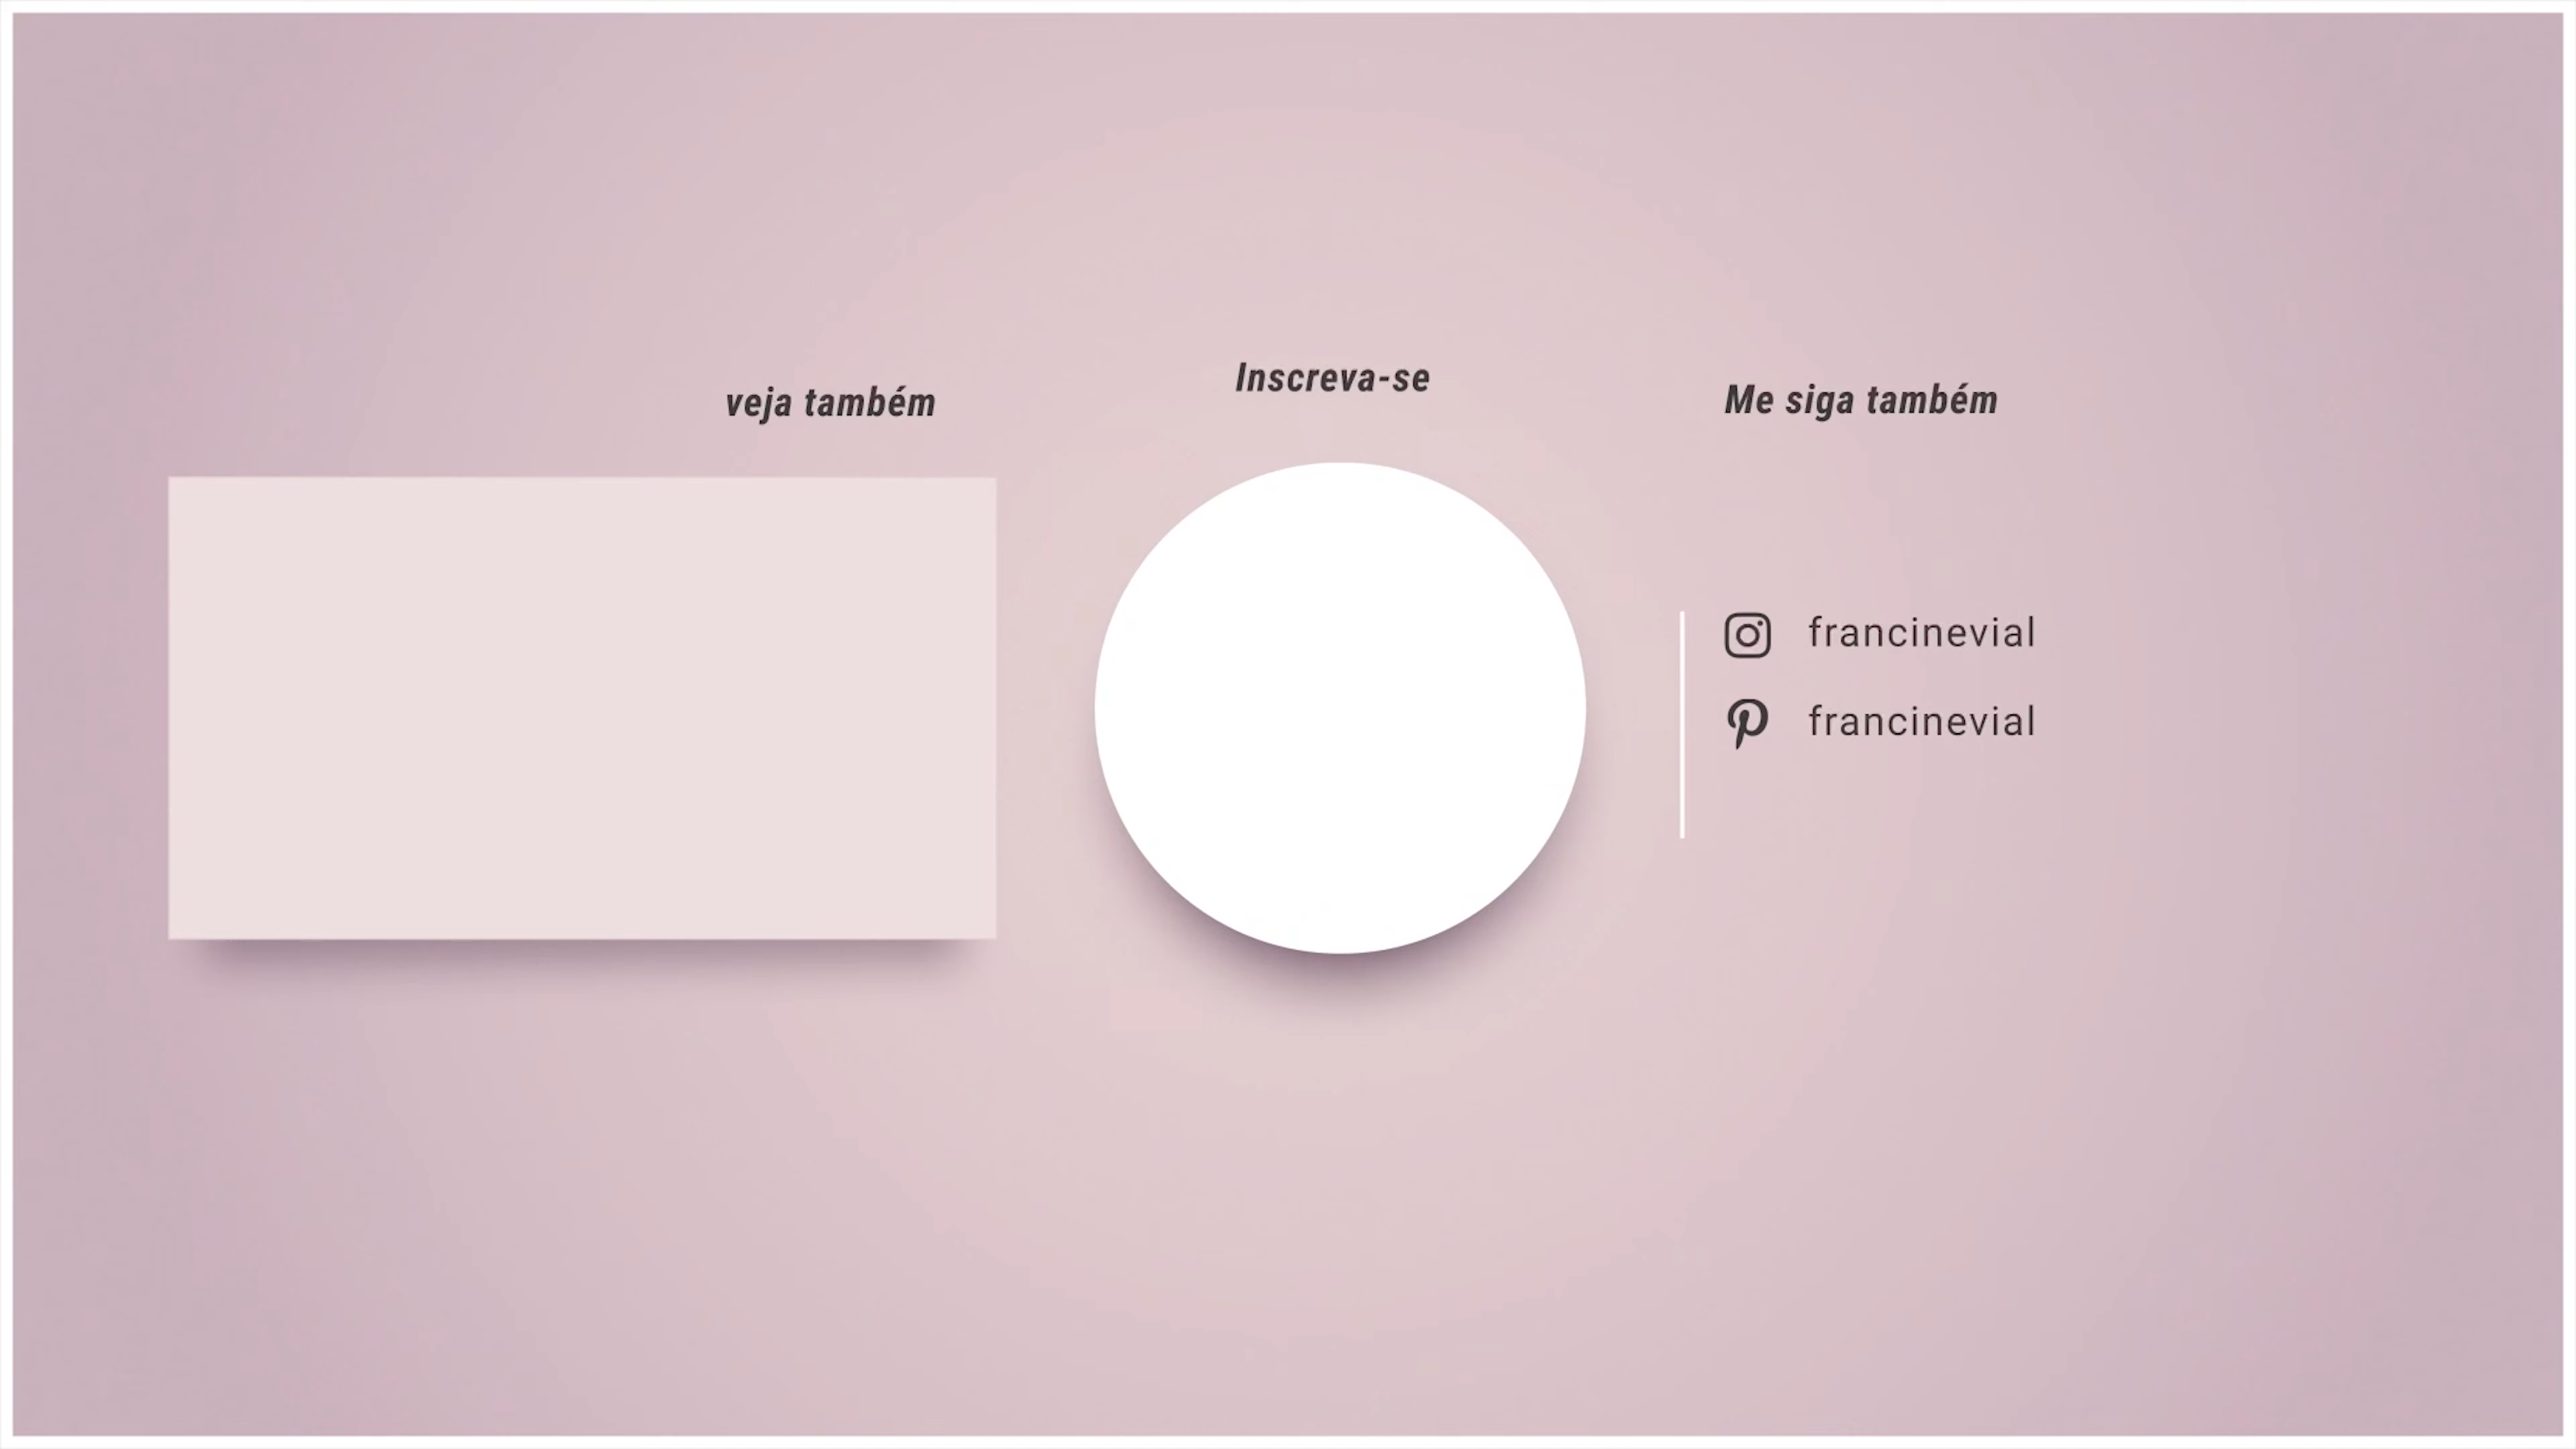 veja também
Inscreva-se
Me siga também
francinevial
francinevial